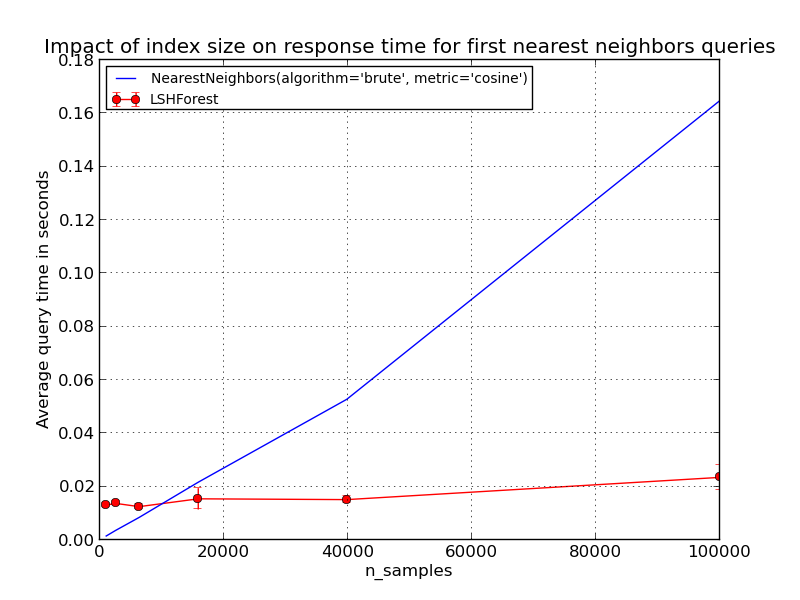 Impact of index size on response time for first nearest neighbors queries
NearestNeighbors(algorithm='brute', metric='cosine')
LSHForest
Average query time in seconds
0.18
0.16
0.14
0.12
0.10
0.08
0.06
0.04
0.02
0.00
0 20000 40000 60000 80000 100000
n_samples